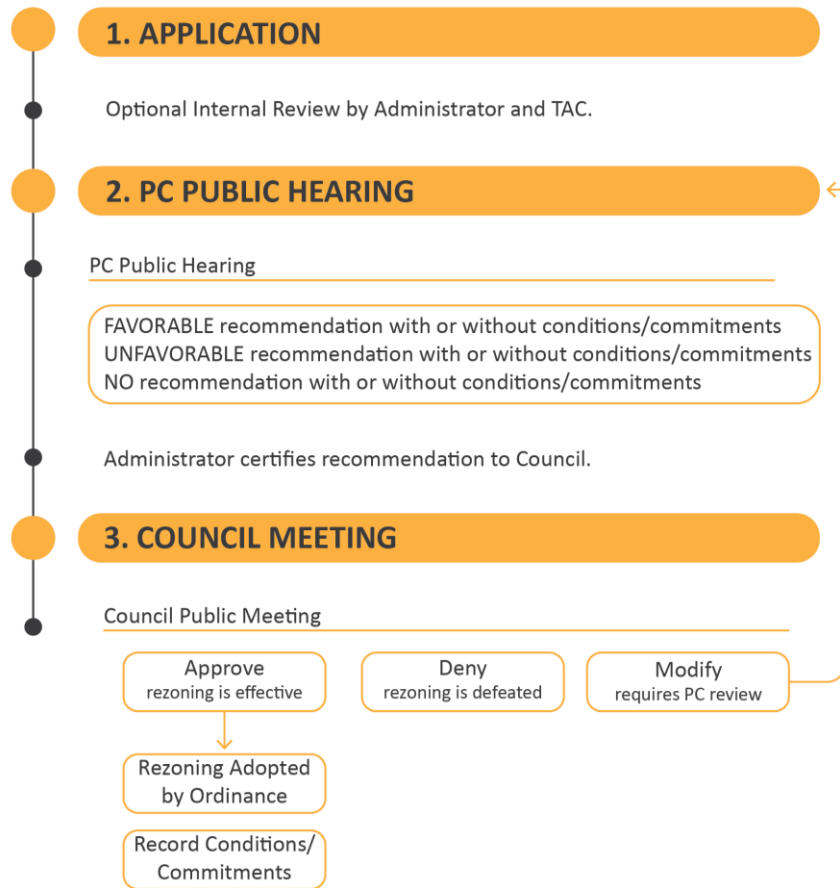 1. APPLICATION
Optional Internal Review by Administrator and TAC.
2. PC PUBLIC HEARING
PC Public Hearing
FAVORABLE recommendation with or without conditions/commitments
UNFAVORABLE recommendation with or without conditions/commitments
NO recommendation with or without conditions/commitments
Administrator certifies recommendation to Council.
3. COUNCIL MEETING
Council Public Meeting
Approve
rezoning is effective
Deny
rezoning is defeated
Modify
requires PC review
Rezoning Adopted
by Ordinance
Record Conditions/
Commitments